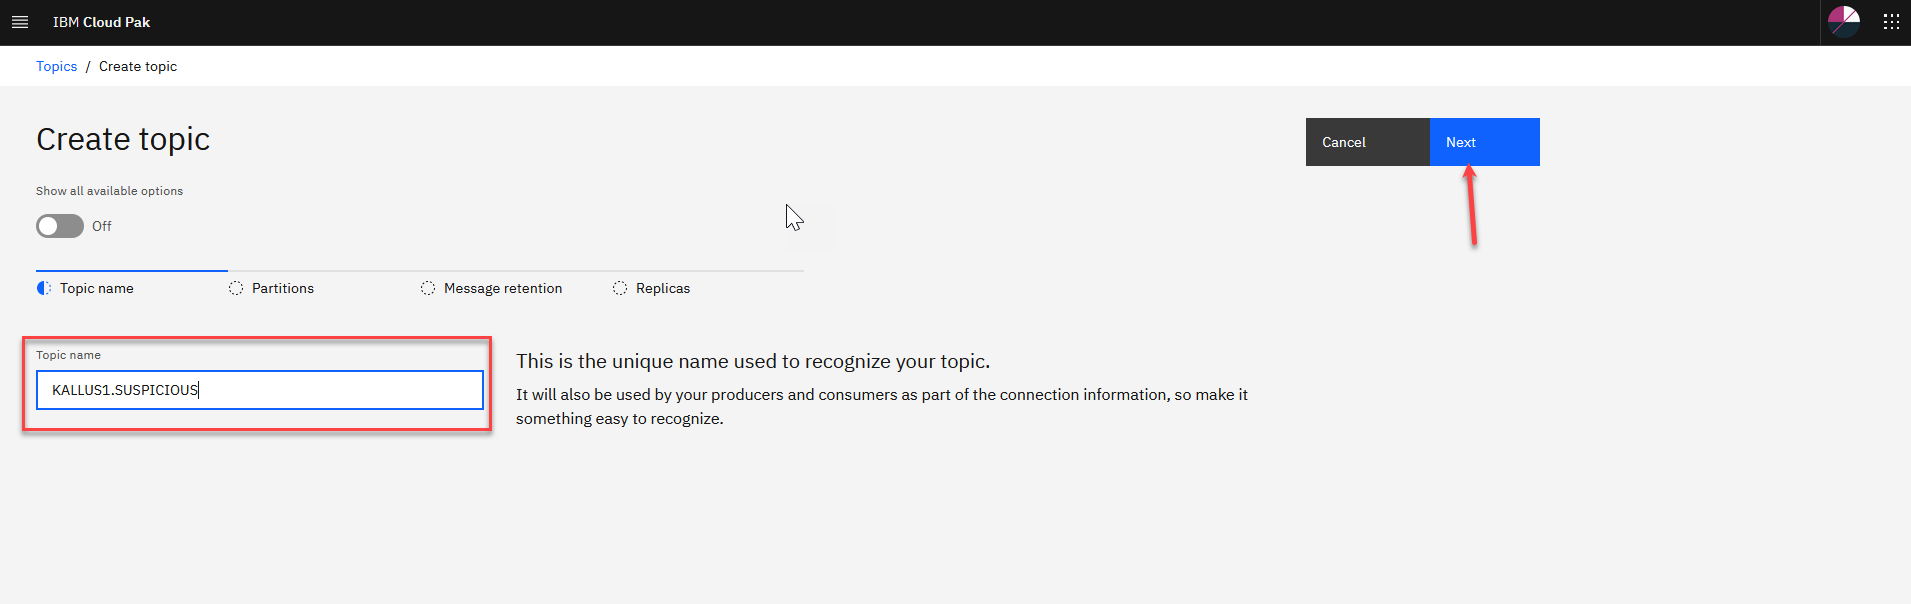 IBM Cloud Pak
Topics / Create topic
Create topic
Cancel
Next
Show all available options
Off
Topic name
Partitions
Message retention
Replicas
Topic name
KALLUS1.SUSPICIOUS
This is the unique name used to recognize your topic.
It will also be used by your producers and consumers as part of the connection information, so make it
something easy to recognize.